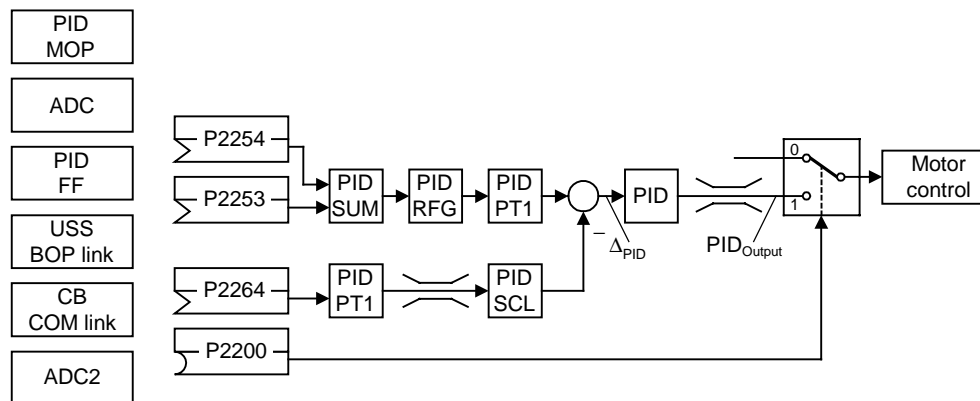 PID
MOP
ADC
PID
FF
USS
BOP link
CB
COM link
ADC2
P2254
P2253
P2264
P2200
PID
SUM
PID
RFG
PID
PT1
−
ΔPID
PID
PIDOutput
0
1
Motor
control
PID
PT1
PID
SCL